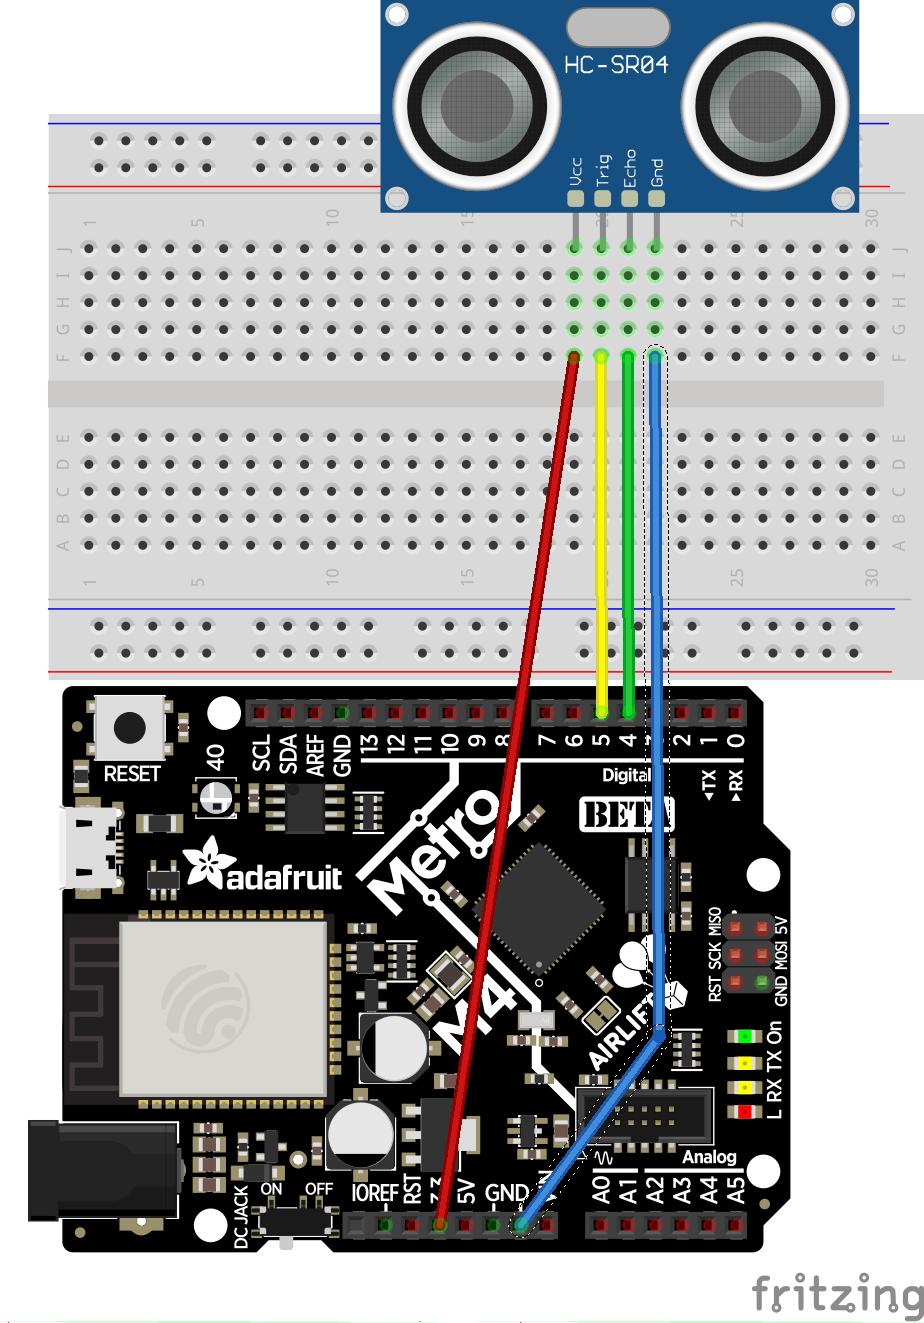 HC-SR04
Vcc Trig Echo Gnd
1 5 10 15 25 30
J J
I I
H H
G G
F F
E E
D D
C C
B B
A A
1 5 10 15 25 30
SCL SDA AREF GND 13 12 11 10 9 8 7 6 5 4 2 1 0
RESET
40
Digital
TX RX
BETA
Metro
adafruit
M4
AIRLIFT
RST SCK MISO
GND MOSI 5V
L RX TX On
Analog
DC JACK
ON OFF
IOREF RST 3.3 5V GND VIN A0 A1 A2 A3 A4 A5
fritzing